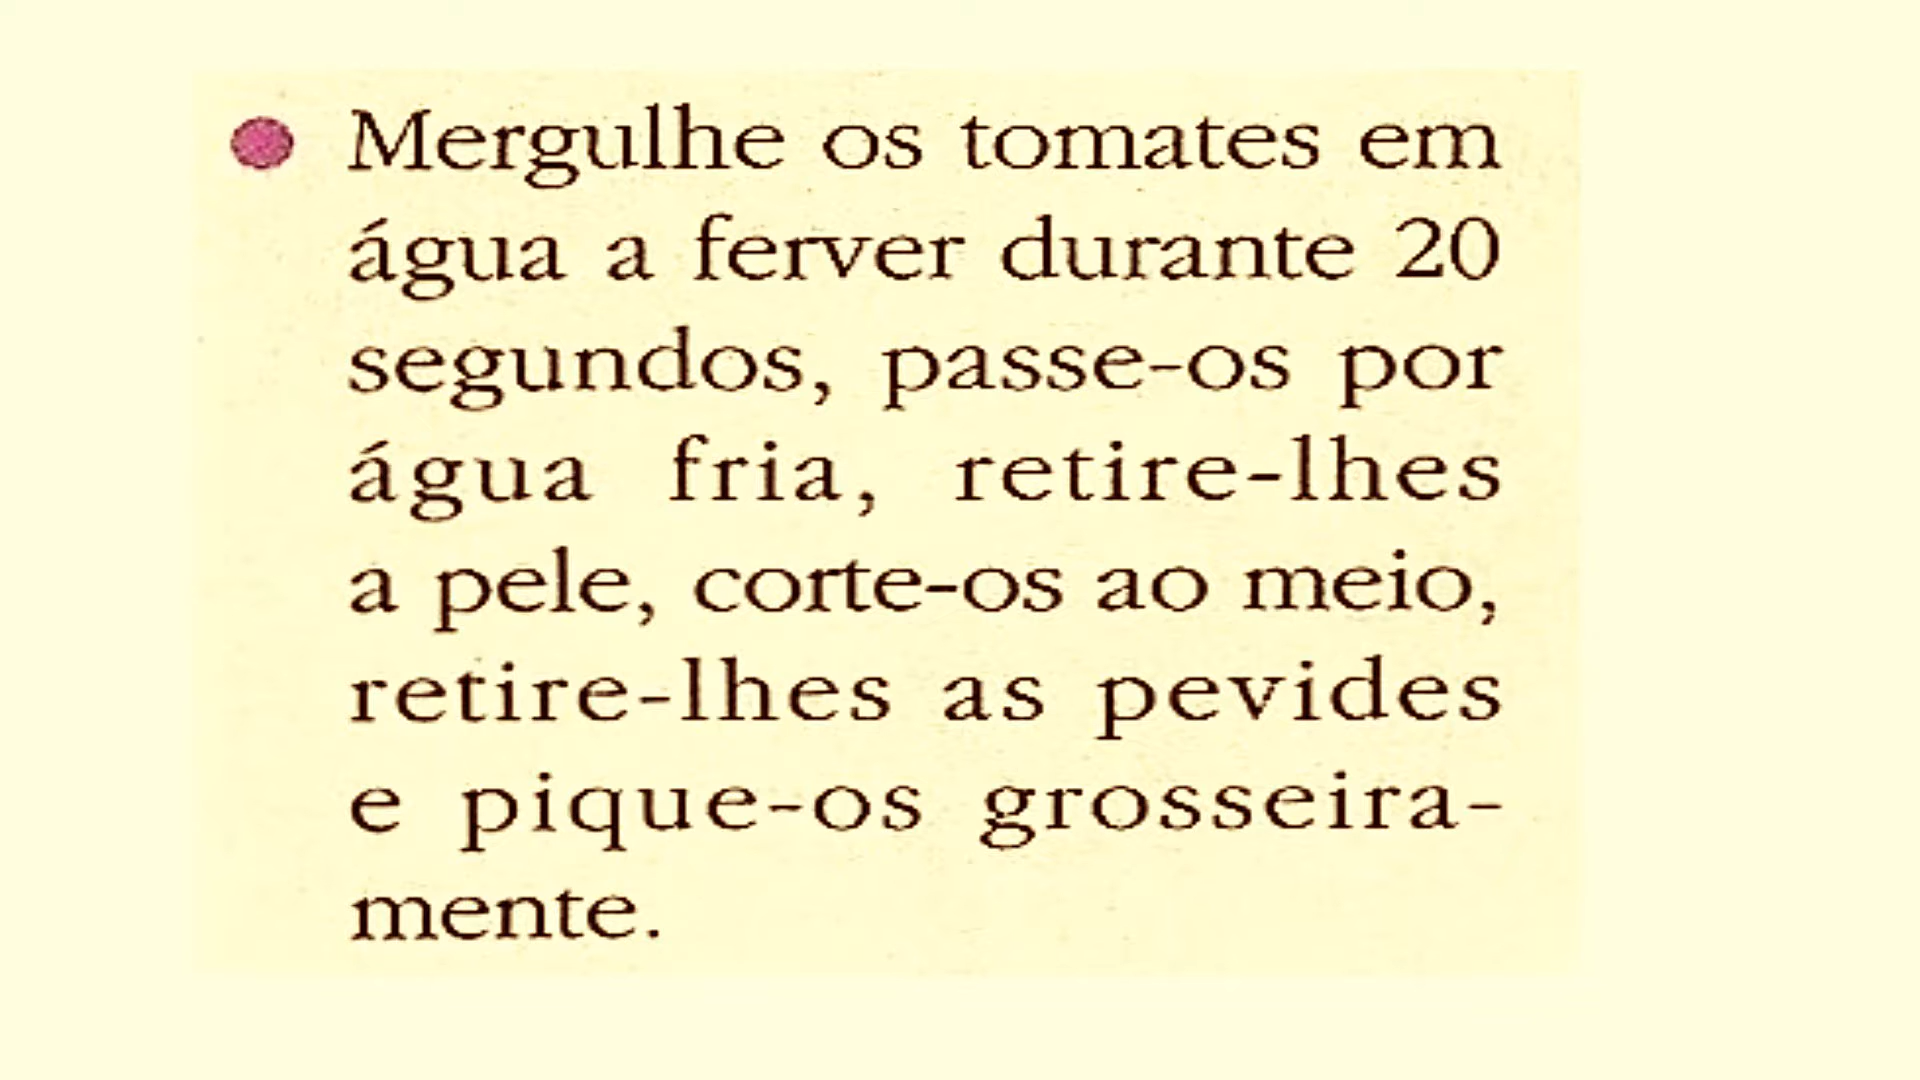 Mergulhe os tomates em
água a ferver durante 20
segundos, passe-os por
água fria, retire-lhes
a pele, corte-os ao meio,
retire-lhes as pevides
e pique-os grosseira-
mente.